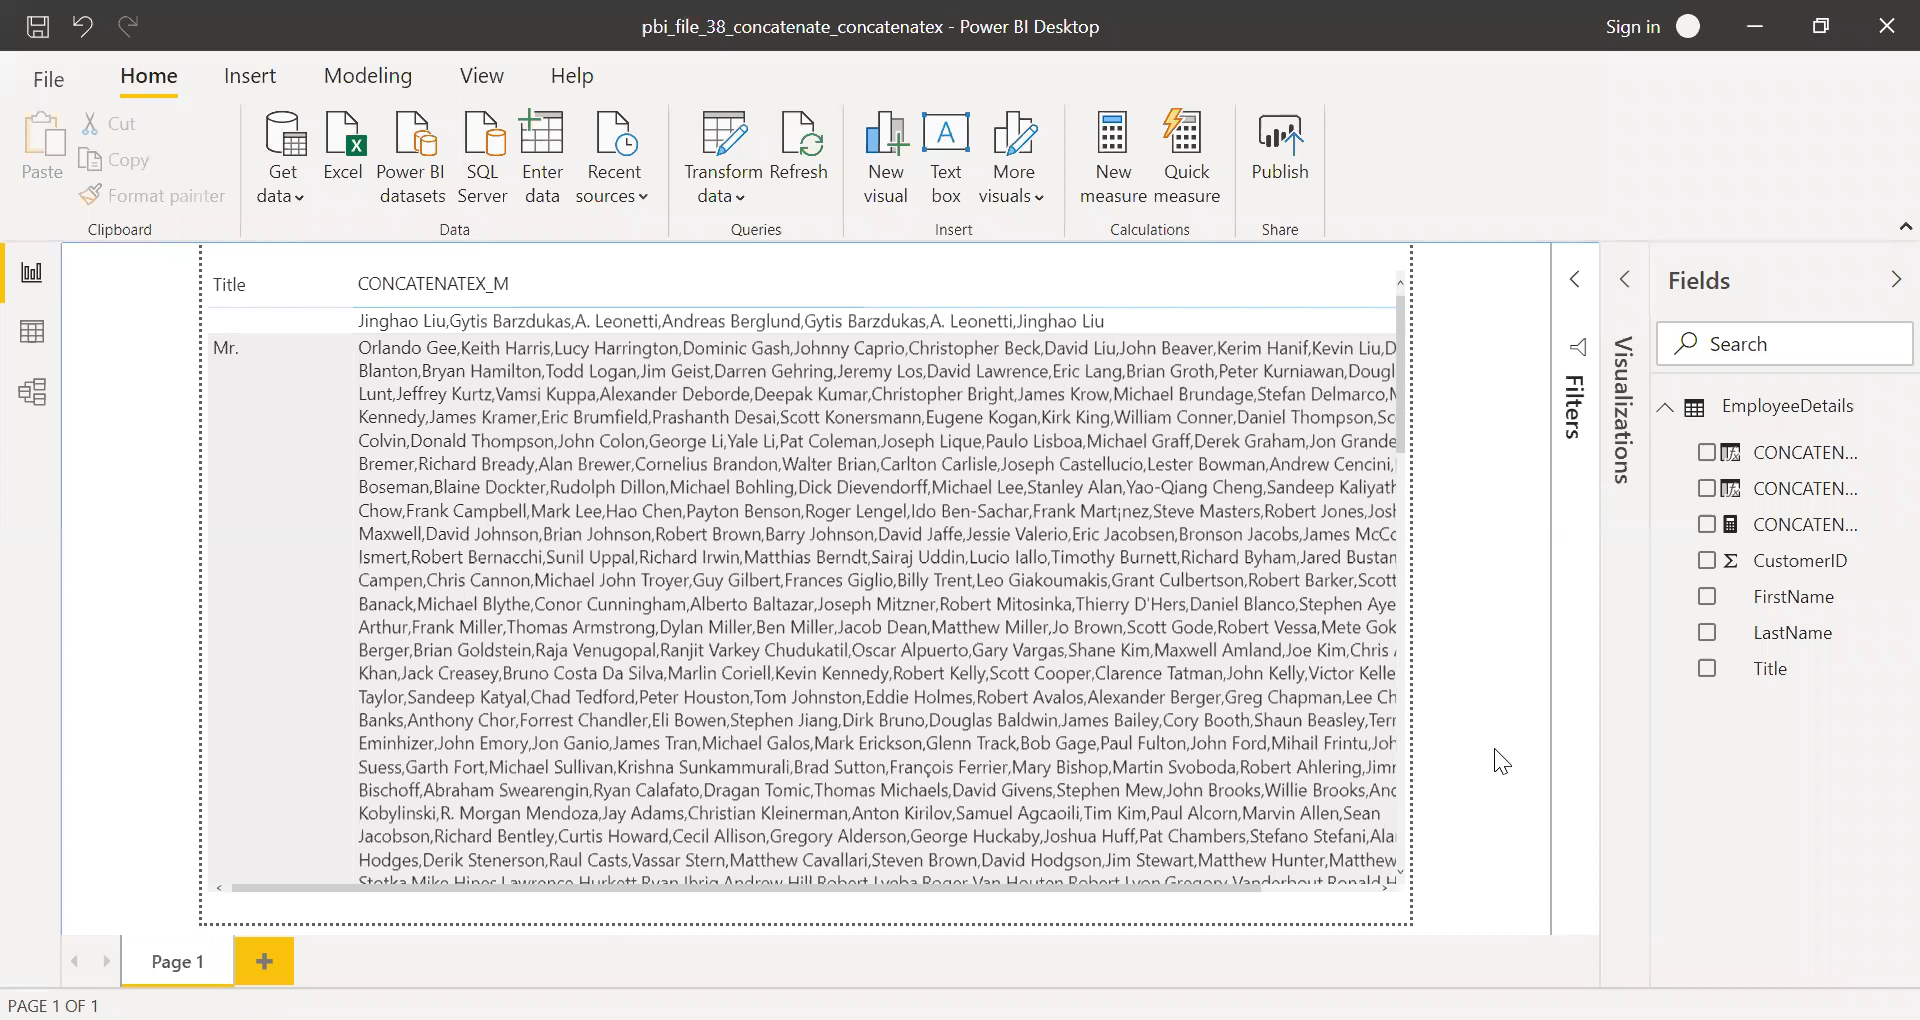 pbi_file_38_concatenate_concatenatex - Power BI Desktop
Sign in
File Home Insert Modeling View Help
Paste
Cut
Copy
Format painter
Clipboard
Get data
Excel
Power BI datasets
SQL Server
Enter data
Recent sources
Data
Transform data
Refresh
Queries
New visual
Text box
More visuals
Insert
New measure
Quick measure
Calculations
Publish
Share
Title CONCATENATEX_M
Jinghao Liu,Gytis Barzdukas,A. Leonetti,Andreas Berglund,Gytis Barzdukas,A. Leonetti,Jinghao Liu
Mr. Orlando Gee,Keith Harris,Lucy Harrington,Dominic Gash,Johnny Caprio,Christopher Beck,David Liu,John Beaver,Kerim Hanif,Kevin Liu,D
Blanton,Bryan Hamilton,Todd Logan,Jim Geist,Darren Gehring,Jeremy Los,David Lawrence,Eric Lang,Brian Groth,Peter Kurniawan,Dougl
Lunt,Jeffrey Kurtz,Vamsi Kuppa,Alexander Deborde,Deepak Kumar,Christopher Bright,James Krow,Michael Brundage,Stefan Delmarco,
Kennedy,James Kramer,Eric Brumfield,Prashanth Desai,Scott Konersmann,Eugene Kogan,Kirk King,William Conner,Daniel Thompson,Sc
Colvin,Donald Thompson,John Colon,George Li,Yale Li,Pat Coleman,Joseph Lique,Paulo Lisboa,Michael Graff,Derek Graham,Jon Grande
Bremer,Richard Bready,Alan Brewer,Cornelius Brandon,Walter Brian,Carlton Carlisle,Joseph Castellucio,Lester Bowman,Andrew Cencini,
Boseman,Blaine Dockter,Rudolph Dillon,Michael Bohling,Dick Dievendorff,Michael Lee,Stanley Alan,Yao-Qiang Cheng,Sandeep Kaliyath
Chow,Frank Campbell,Mark Lee,Hao Chen,Payton Benson,Roger Lengel,Ido Ben-Sachar,Frank Mart¡nez,Steve Masters,Robert Jones,Josh
Maxwell,David Johnson,Brian Johnson,Robert Brown,Barry Johnson,David Jaffe,Jessie Valerio,Eric Jacobsen,Bronson Jacobs,James McCo
Ismert,Robert Bernacchi,Sunil Uppal,Richard Irwin,Matthias Berndt,Sairaj Uddin,Lucio Iallo,Timothy Burnett,Richard Byham,Jared Bustan
Campen,Chris Cannon,Michael John Troyer,Guy Gilbert,Frances Giglio,Billy Trent,Leo Giakoumakis,Grant Culbertson,Robert Barker,Scott
Banack,Michael Blythe,Conor Cunningham,Alberto Baltazar,Joseph Mitzner,Robert Mitosinka,Thierry D'Hers,Daniel Blanco,Stephen Aye
Arthur,Frank Miller,Thomas Armstrong,Dylan Miller,Ben Miller,Jacob Dean,Matthew Miller,Jo Brown,Scott Gode,Robert Vessa,Mete Gok
Berger,Brian Goldstein,Raja Venugopal,Ranjit Varkey Chudukatil,Oscar Alpuerto,Gary Vargas,Shane Kim,Maxwell Amland,Joe Kim,Chris
Khan,Jack Creasey,Bruno Costa Da Silva,Marlin Coriell,Kevin Kennedy,Robert Kelly,Scott Cooper,Clarence Tatman,John Kelly,Victor Kelle
Taylor,Sandeep Katyal,Chad Tedford,Peter Houston,Tom Johnston,Eddie Holmes,Robert Avalos,Alexander Berger,Greg Chapman,Lee Ch
Banks,Anthony Chor,Forrest Chandler,Eli Bowen,Stephen Jiang,Dirk Bruno,Douglas Baldwin,James Bailey,Cory Booth,Shaun Beasley,Terr
Eminhizer,John Emory,Jon Ganio,James Tran,Michael Galos,Mark Erickson,Glenn Track,Bob Gage,Paul Fulton,John Ford,Mihail Frintu,Joh
Suess,Garth Fort,Michael Sullivan,Krishna Sunkammurali,Brad Sutton,François Ferrier,Mary Bishop,Martin Svoboda,Robert Ahlering,Jimr
Bischoff,Abraham Swearengin,Ryan Calafato,Dragan Tomic,Thomas Michaels,David Givens,Stephen Mew,John Brooks,Willie Brooks,And
Kobylinski,R. Morgan Mendoza,Jay Adams,Christian Kleinerman,Anton Kirilov,Samuel Agcaoili,Tim Kim,Paul Alcorn,Marvin Allen,Sean
Jacobson,Richard Bentley,Curtis Howard,Cecil Allison,Gregory Alderson,George Huckaby,Joshua Huff,Pat Chambers,Stefano Stefani,Ala
Hodges,Derik Stenerson,Raul Casts,Vassar Stern,Matthew Cavallari,Steven Brown,David Hodgson,Jim Stewart,Matthew Hunter,Matthew
Stotka,Mike Hines,Lawrence Hurkett,Ryan Ihrig,Andrew Hill,Robert Lyeba,Roger Van Houten,Robert Lyon,Gregory Vanderbout,Ronald H
Filters
Visualizations
Fields
Search
EmployeeDetails
CONCATEN...
CONCATEN...
CONCATEN...
CustomerID
FirstName
LastName
Title
Page 1
PAGE 1 OF 1